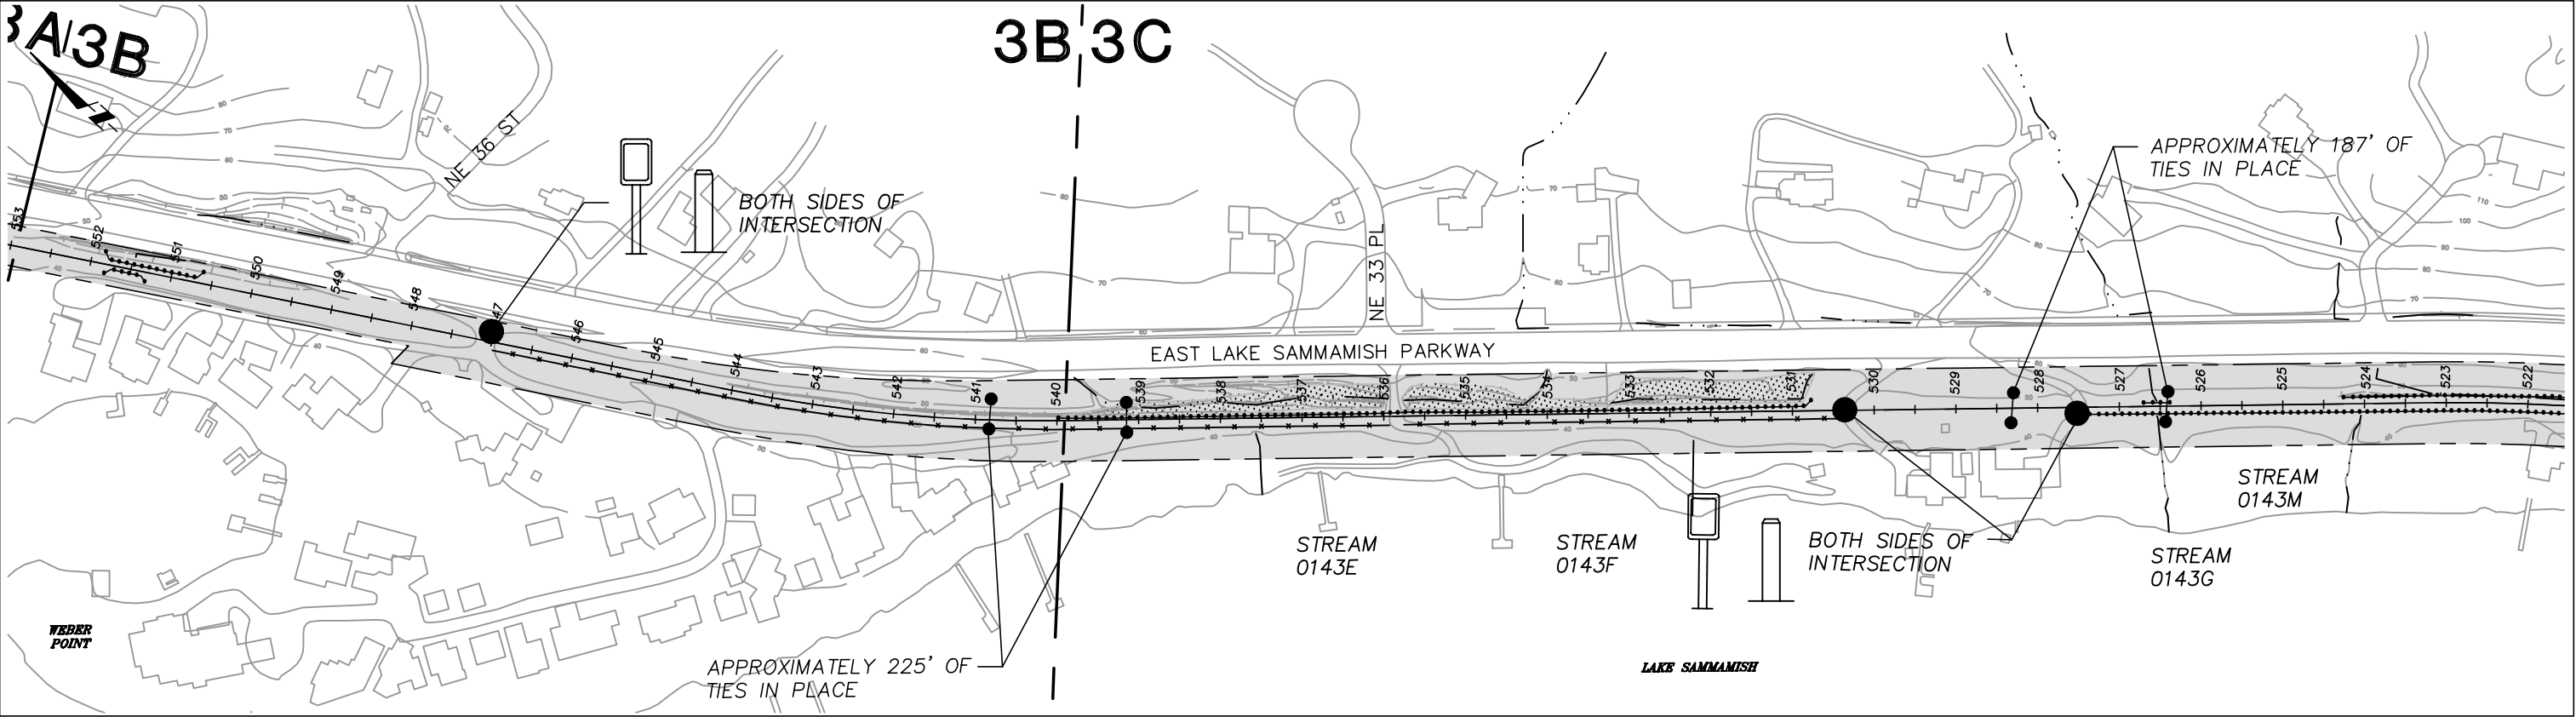 3A/3B
3B 3C
NE 36 ST
BOTH SIDES OF
INTERSECTION
NE 33 PL
APPROXIMATELY 187' OF
TIES IN PLACE
EAST LAKE SAMMAMISH PARKWAY
553
552
551
550
549
548
47
546
545
544
543
542
541
540
539
538
537
536
535
534
533
532
531
530
529
528
527
526
525
524
523
522
STREAM
0143E
STREAM
0143F
BOTH SIDES OF
INTERSECTION
STREAM
0143G
STREAM
0143M
WEBER
POINT
APPROXIMATELY 225' OF
TIES IN PLACE
LAKE SAMMAMISH